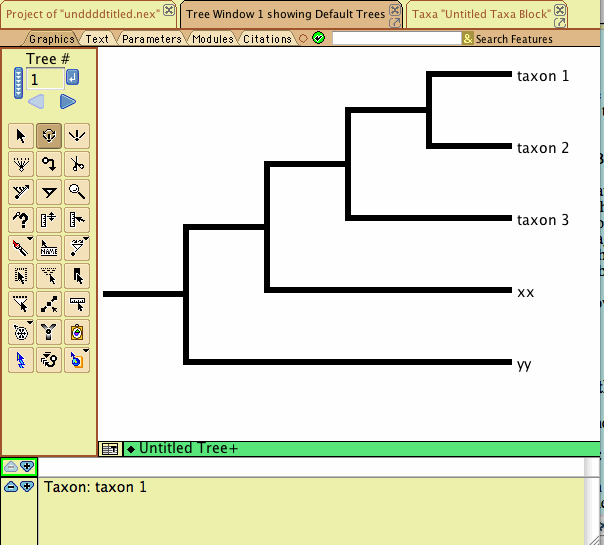 Project of "unddddtitled.nex"
Tree Window 1 showing Default Trees
Taxa "Untitled Taxa Block"
Graphics
Text
Parameters
Modules
Citations
& Search Features
Tree #
1
NAME
taxon 1
taxon 2
taxon 3
xx
yy
Untitled Tree+
Taxon: taxon 1